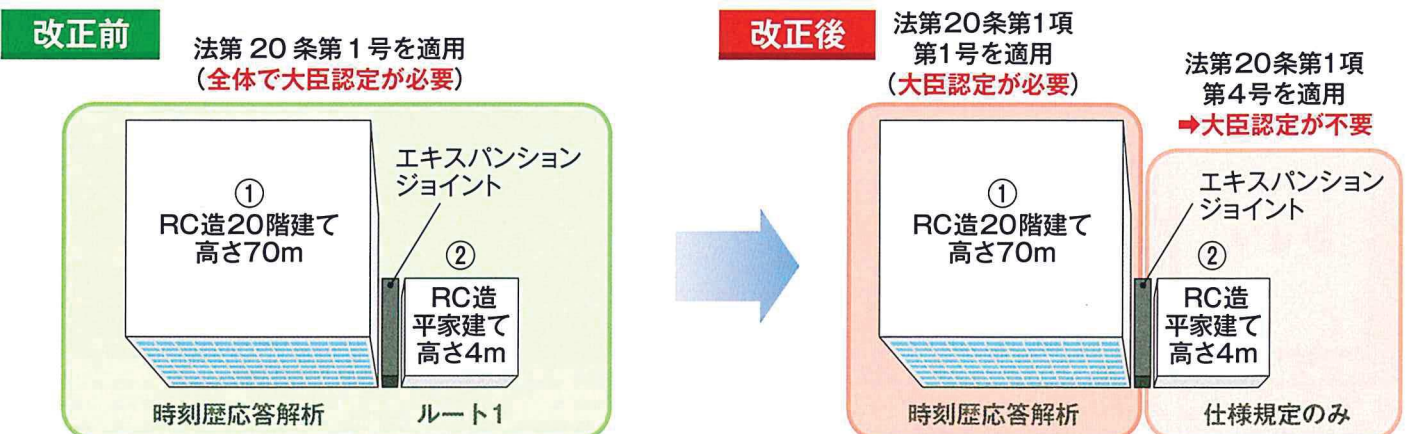 改正前
法第20条第1号を適用
(全体で大臣認定が必要)
エキスパンション
ジョイント
①
RC造20階建て
高さ70m
②
RC造
平家建て
高さ4m
時刻歴応答解析
ルート1
改正後
法第20条第1項
第1号を適用
(大臣認定が必要)
法第20条第1項
第4号を適用
➡大臣認定が不要
エキスパンション
ジョイント
①
RC造20階建て
高さ70m
②
RC造
平家建て
高さ4m
時刻歴応答解析
仕様規定のみ